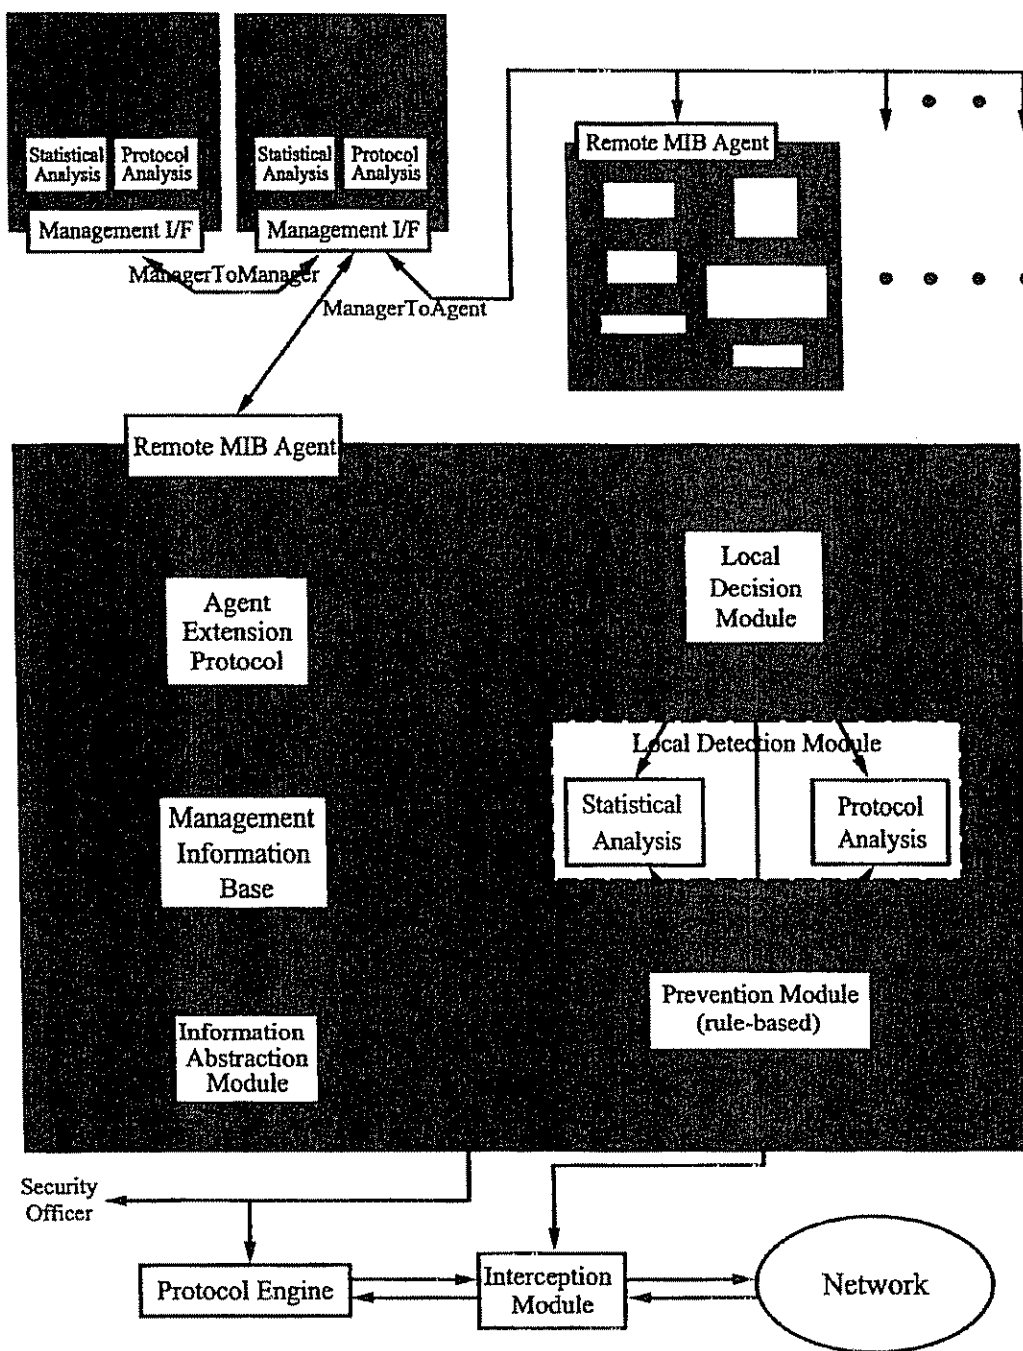 Statistical
Analysis
Protocol
Analysis
Statistical
Analysis
Protocol
Analysis
Management I/F
Management I/F
Remote MIB Agent
ManagerToManager
ManagerToAgent
Remote MIB Agent
Agent
Extension
Protocol
Local
Decision
Module
Local Detection Module
Statistical
Analysis
Protocol
Analysis
Management
Information
Base
Prevention Module
(rule-based)
Information
Abstraction
Module
Security
Officer
Protocol Engine
Interception
Module
Network